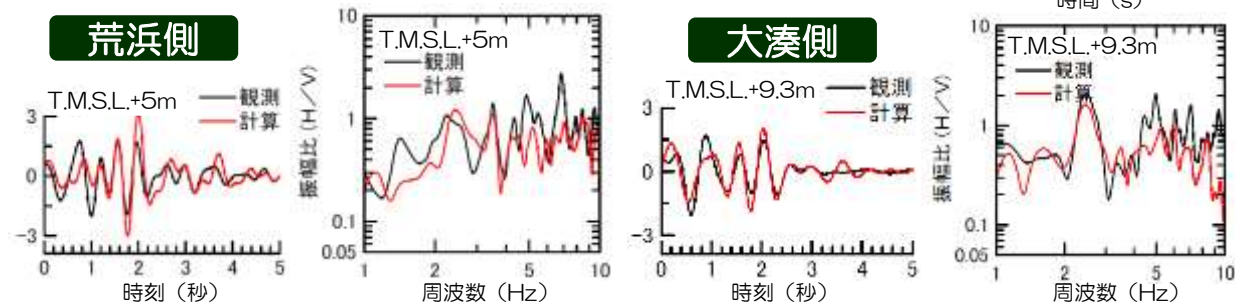 時間（s）
荒浜側
T.M.S.L.+5m
観測
計算
3
0
-3
0 1 2 3 4 5
時刻（秒）
振幅比（H／V）
T.M.S.L.+5m
観測
計算
10
1
0.1
0.05
1 2 5 10
周波数（Hz）
大湊側
T.M.S.L.+9.3m
観測
計算
3
0
-3
0 1 2 3 4 5
時刻（秒）
振幅比（H／V）
T.M.S.L.+9.3m
観測
計算
10
1
0.1
0.05
1 2 5 10
周波数（Hz）